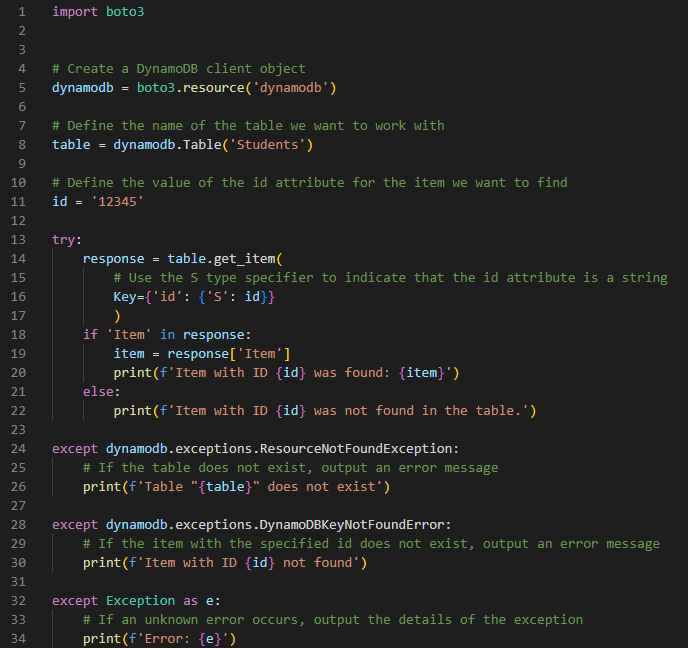 1 import boto3
2
3
4 # Create a DynamoDB client object
5 dynamodb = boto3.resource('dynamodb')
6
7 # Define the name of the table we want to work with
8 table = dynamodb.Table('Students')
9
10 # Define the value of the id attribute for the item we want to find
11 id = '12345'
12
13 try:
14     response = table.get_item(
15         # Use the S type specifier to indicate that the id attribute is a string
16         Key={'id': {'S': id}}
17         )
18     if 'Item' in response:
19         item = response['Item']
20         print(f'Item with ID {id} was found: {item}')
21     else:
22         print(f'Item with ID {id} was not found in the table.')
23
24 except dynamodb.exceptions.ResourceNotFoundException:
25     # If the table does not exist, output an error message
26     print(f'Table "{table}" does not exist')
27
28 except dynamodb.exceptions.DynamoDBKeyNotFoundError:
29     # If the item with the specified id does not exist, output an error message
30     print(f'Item with ID {id} not found')
31
32 except Exception as e:
33     # If an unknown error occurs, output the details of the exception
34     print(f'Error: {e}')